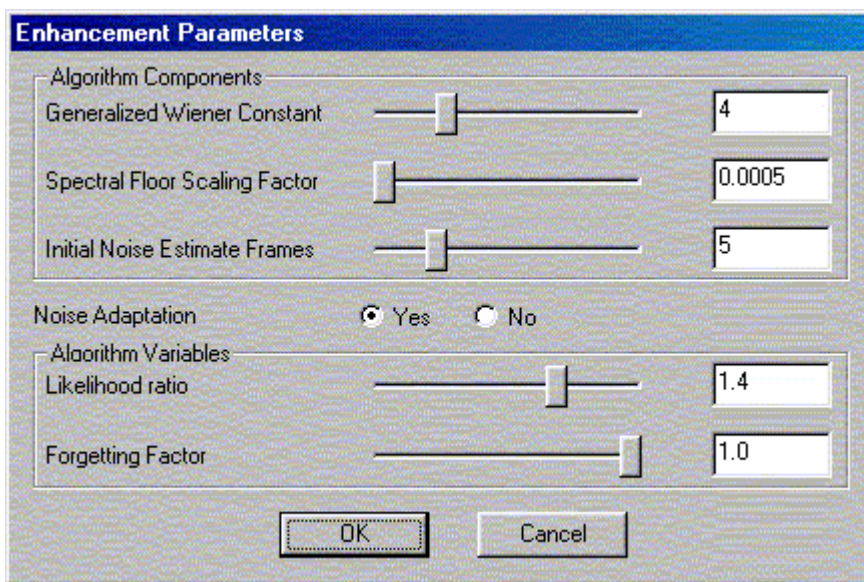 Enhancement Parameters
Algorithm Components
Generalized Wiener Constant 4
Spectral Floor Scaling Factor 0.0005
Initial Noise Estimate Frames 5
Noise Adaptation Yes No
Algorithm Variables
Likelihood ratio 1.4
Forgetting Factor 1.0
OK Cancel